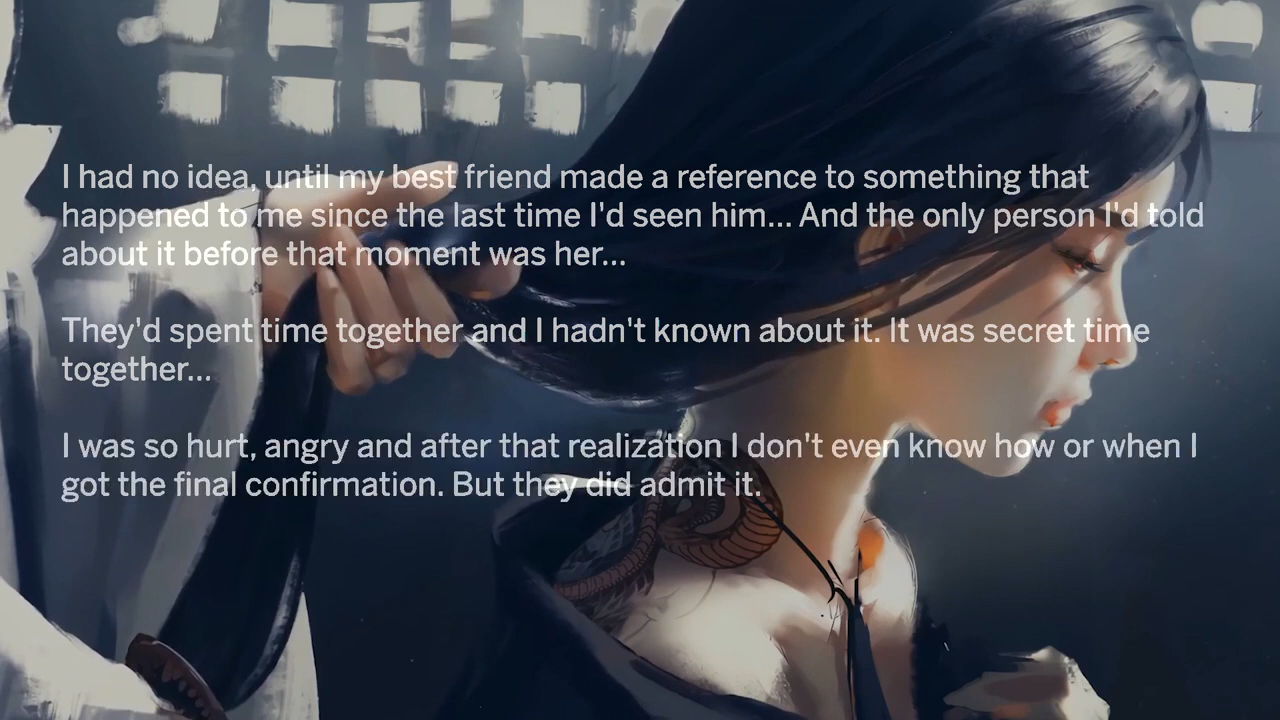 I had no idea, until my best friend made a reference to something that
happened to me since the last time I'd seen him... And the only person I'd told
about it before that moment was her...
They'd spent time together and I hadn't known about it. It was secret time
together...
I was so hurt, angry and after that realization I don't even know how or when I
got the final confirmation. But they did admit it.